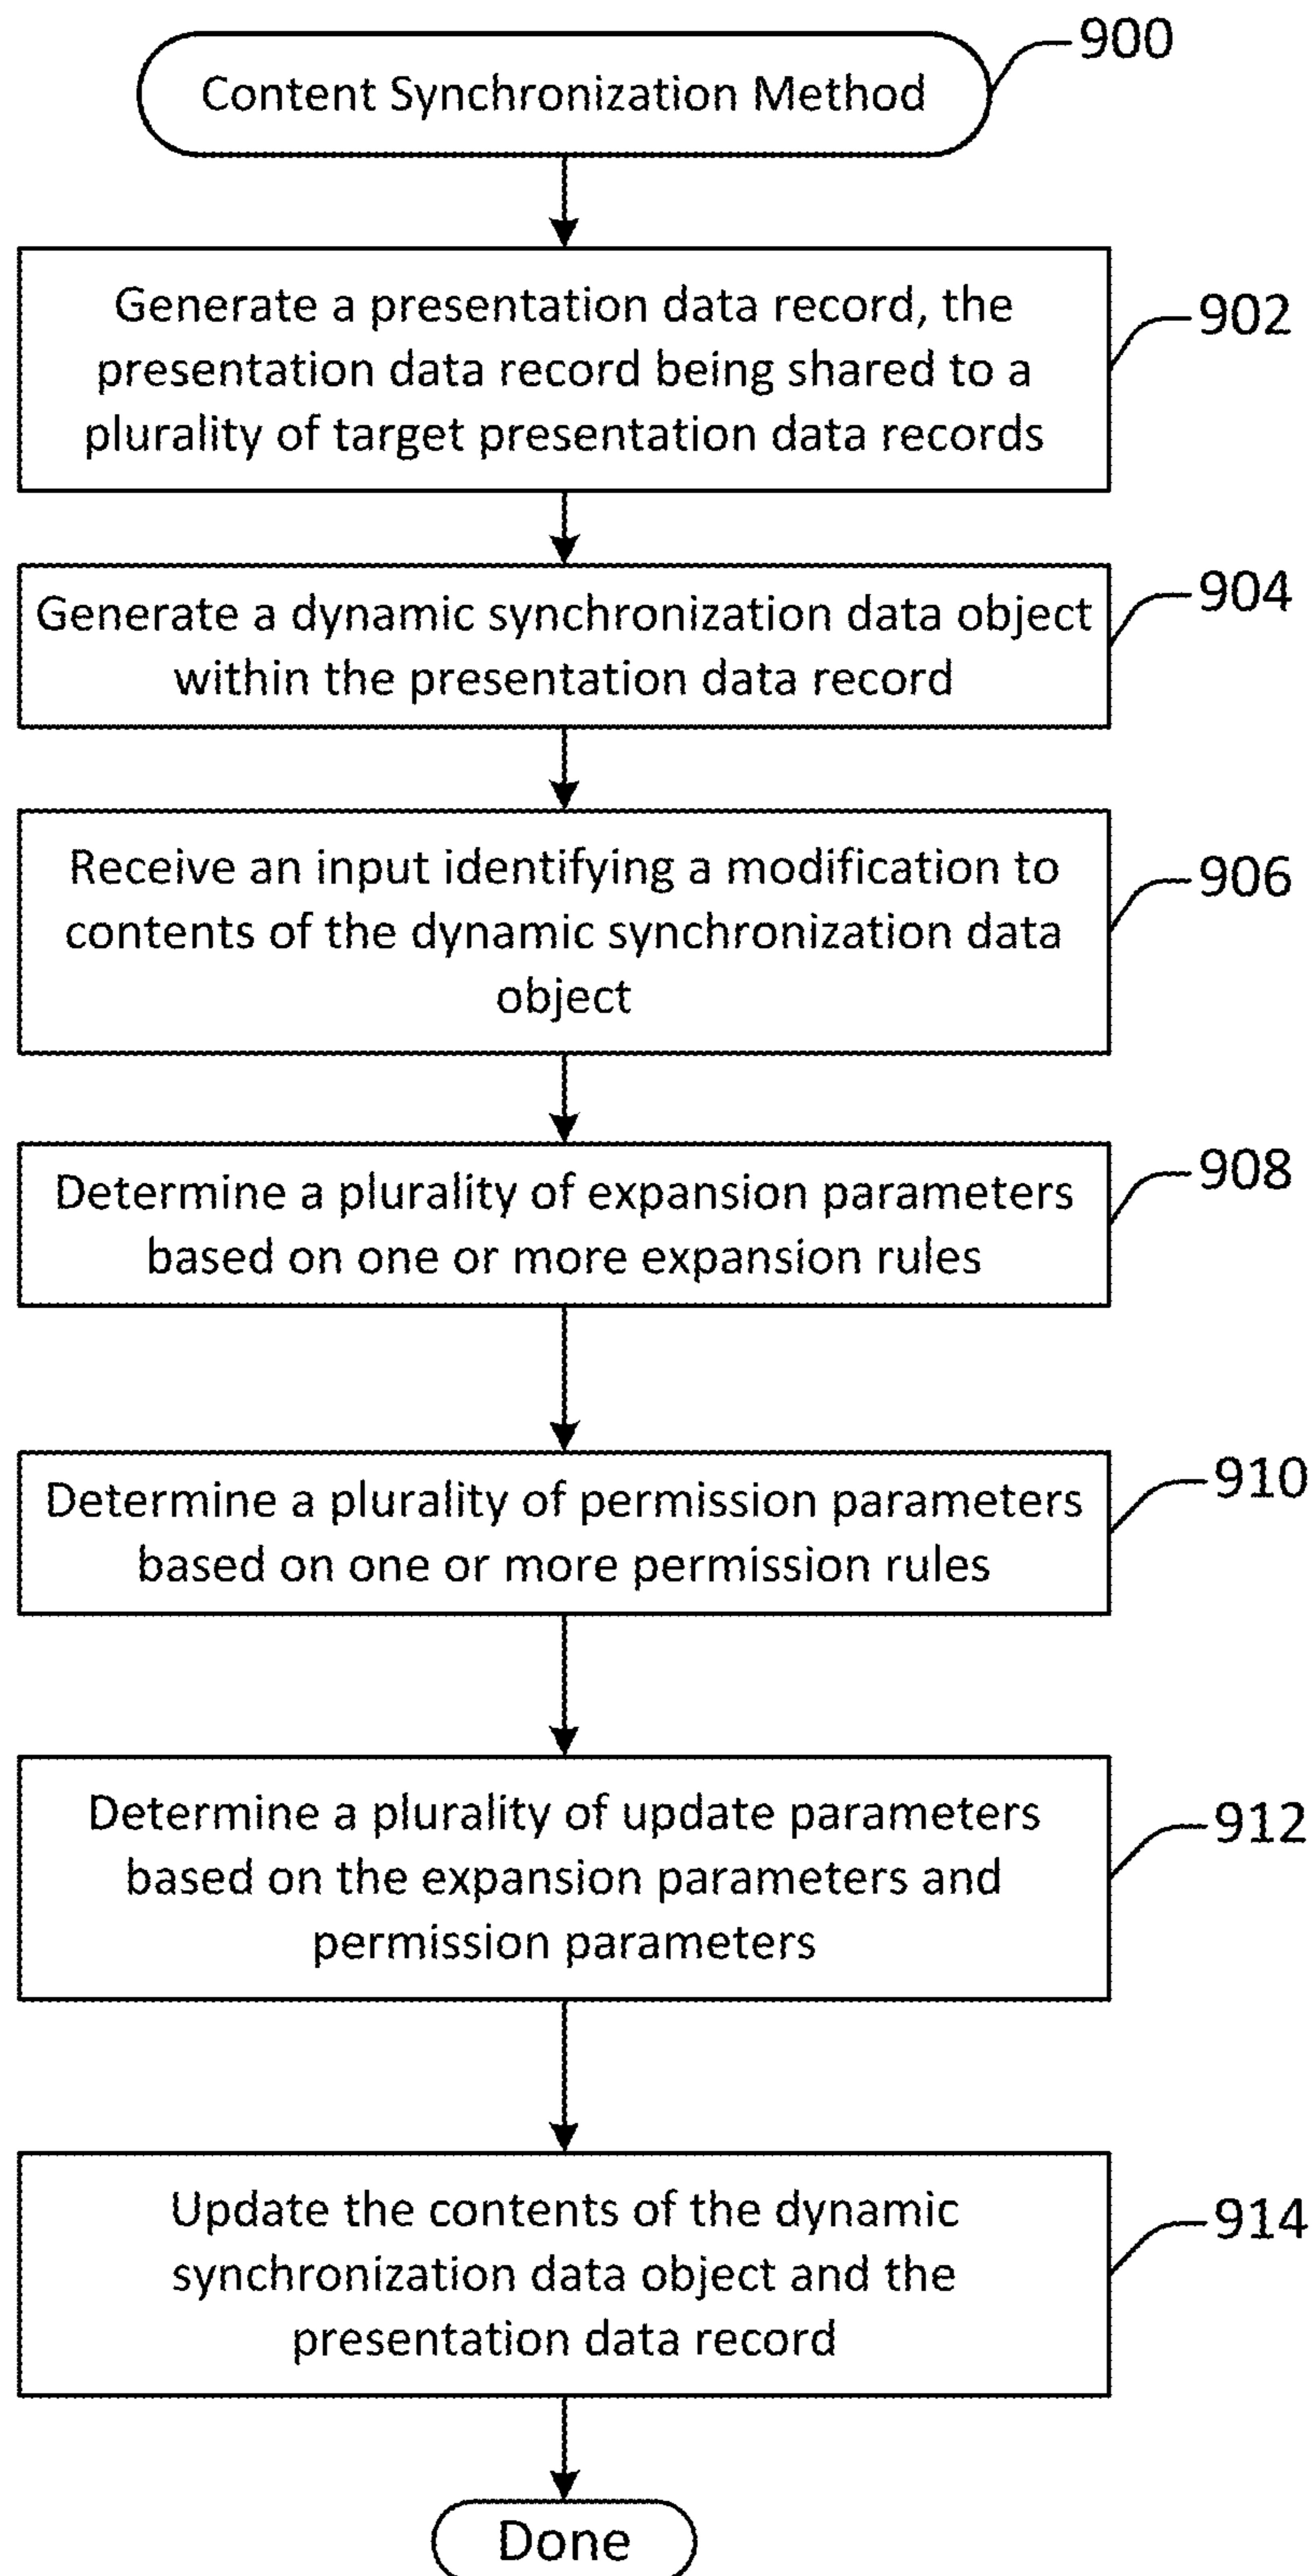 900
Content Synchronization Method
Generate a presentation data record, the
presentation data record being shared to a
plurality of target presentation data records
902
Generate a dynamic synchronization data object
within the presentation data record
904
Receive an input identifying a modification to
contents of the dynamic synchronization data
object
906
Determine a plurality of expansion parameters
based on one or more expansion rules
908
Determine a plurality of permission parameters
based on one or more permission rules
910
Determine a plurality of update parameters
based on the expansion parameters and
permission parameters
912
Update the contents of the dynamic
synchronization data object and the
presentation data record
914
Done